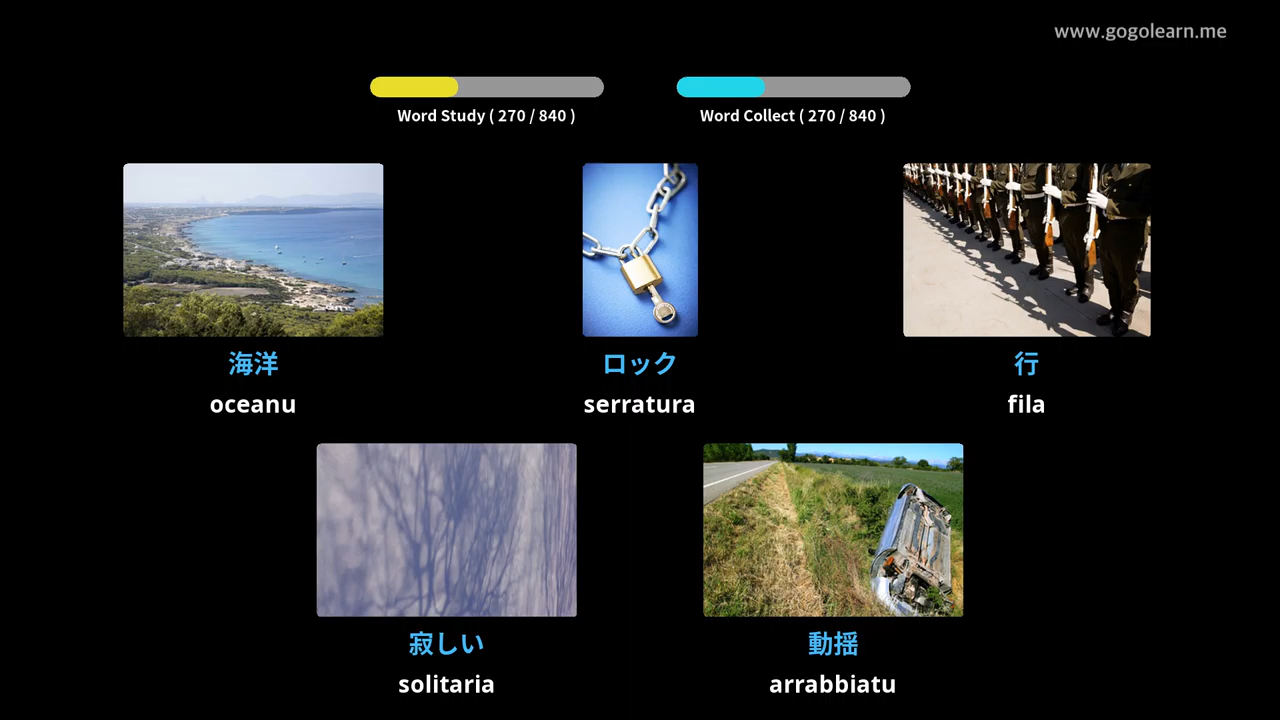 www.gogolearn.me
Word Study ( 270 / 840 )
Word Collect ( 270 / 840 )
海洋
oceanu
ロック
serratura
行
fila
寂しい
solitaria
動揺
arrabbiatu